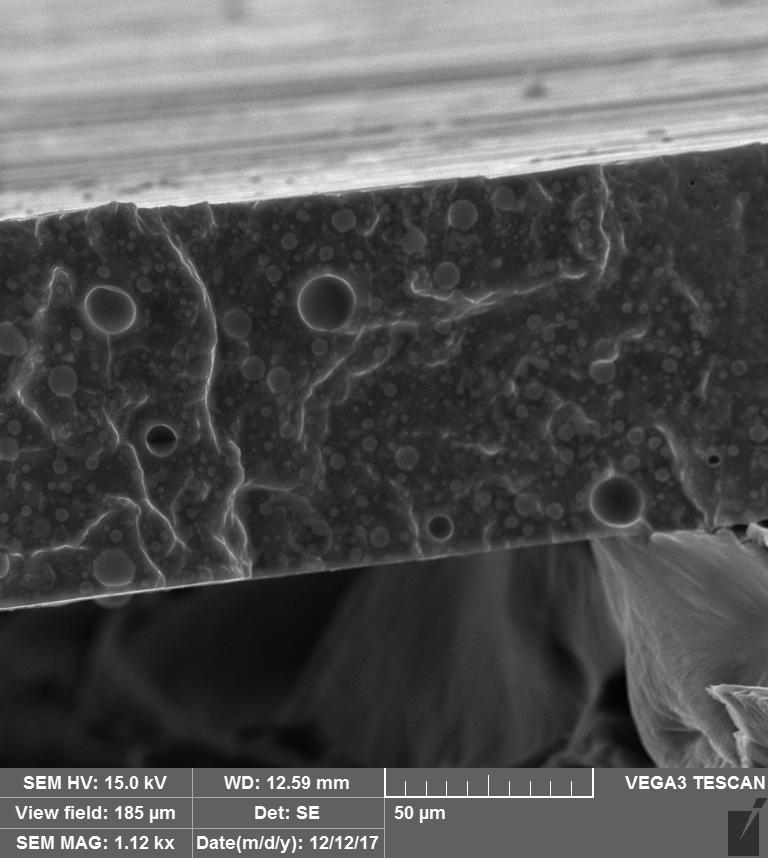 SEM HV: 15.0 kV WD: 12.59 mm VEGA3 TESCAN
View field: 185 µm Det: SE 50 µm
SEM MAG: 1.12 kx Date(m/d/y): 12/12/17